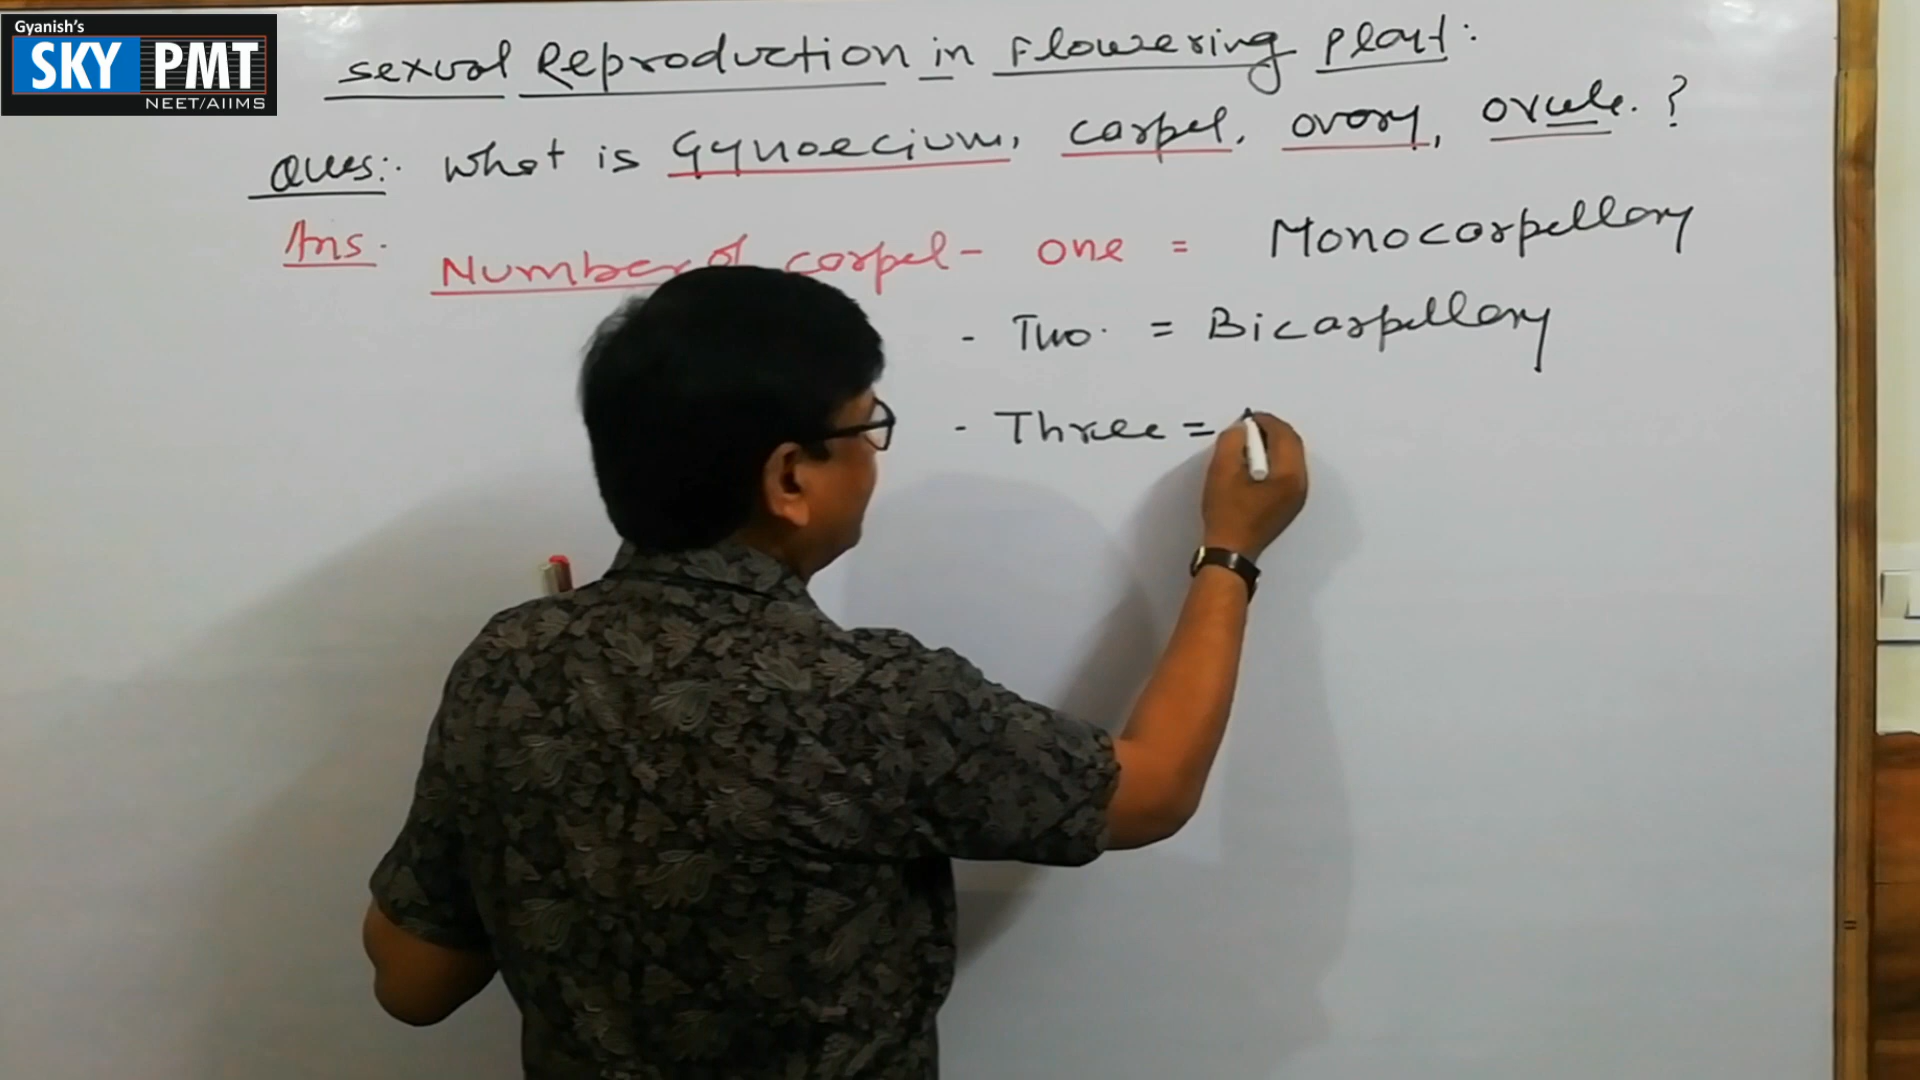 Gyanish's
SKY PMT
NEET/AIIMS
Sexual Reproduction in Flowering Plant:
Ques:. What is Gynoecium, carpel, ovary, ovule. ?
Ans. Number of carpel - one = Monocarpellary
- Two. = Bicarpellary
- Three =